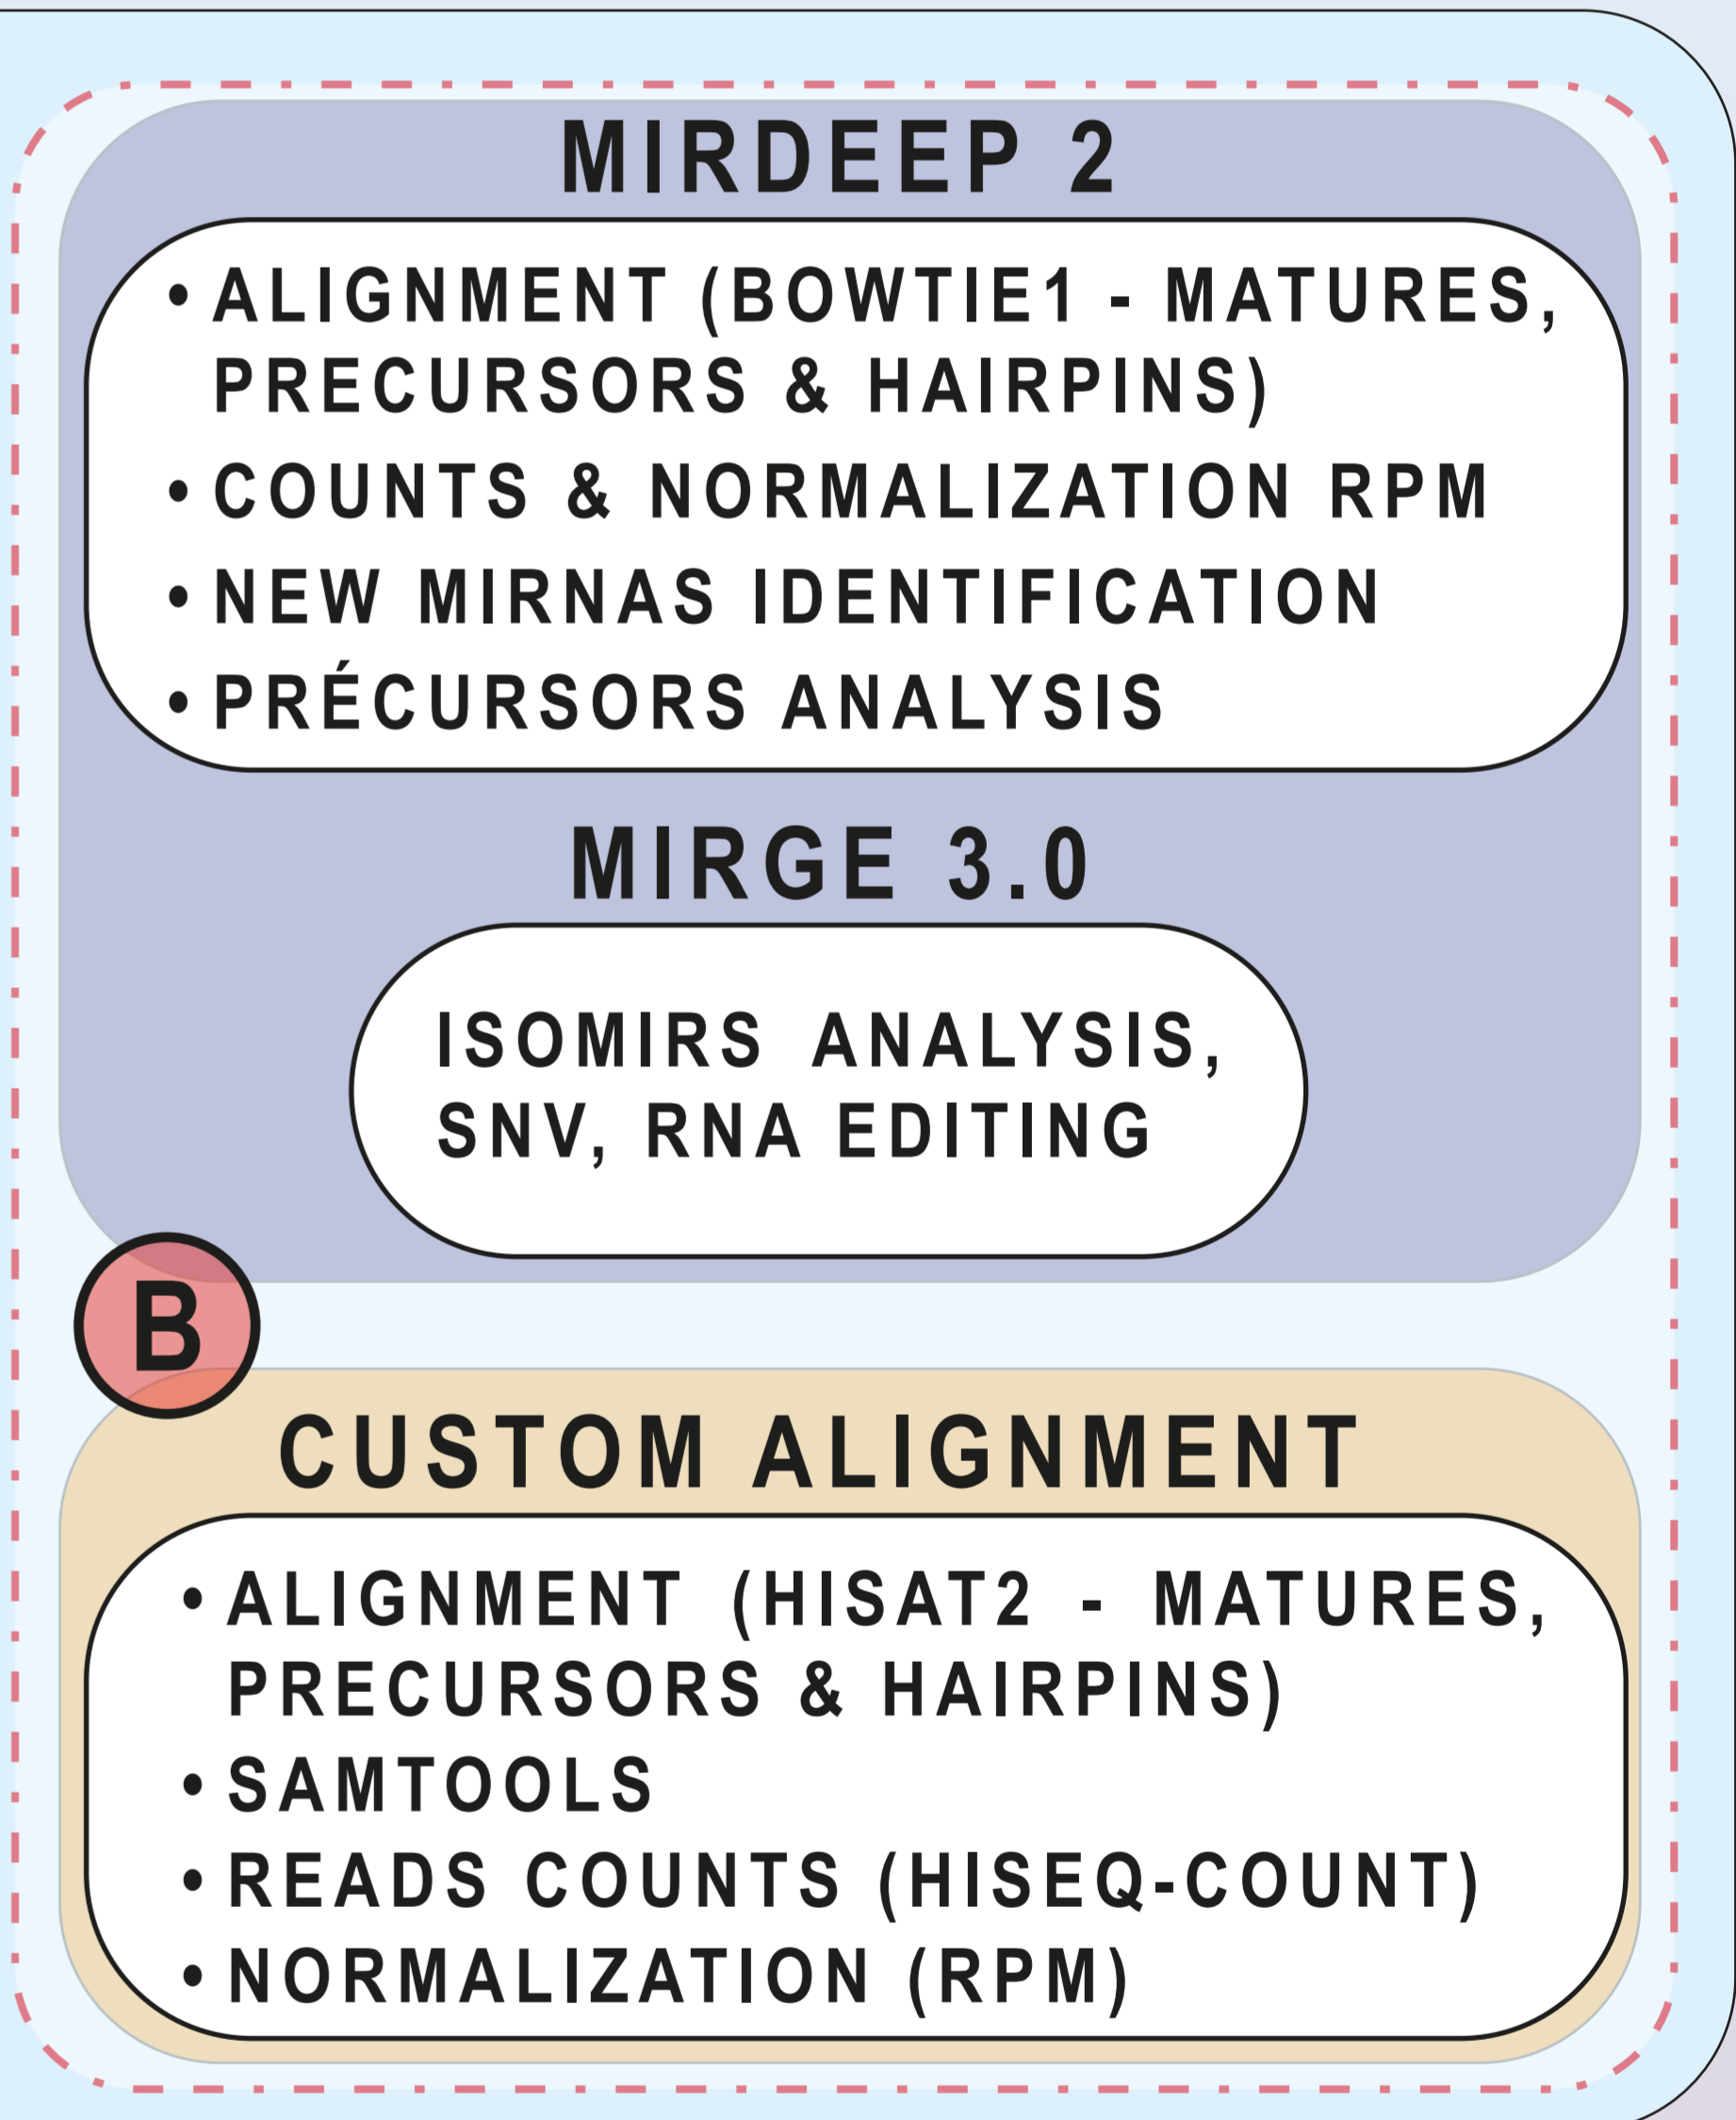 MIRDEEP 2
• ALIGNMENT (BOWTIE1 - MATURES,
PRECURSORS & HAIRPINS)
• COUNTS & NORMALIZATION RPM
• NEW MIRNAS IDENTIFICATION
• PRÉCURSORS ANALYSIS
MIRGE 3.0
ISOMIRS ANALYSIS,
SNV, RNA EDITING
B
CUSTOM ALIGNMENT
• ALIGNMENT (HISAT2 - MATURES,
PRECURSORS & HAIRPINS)
• SAMTOOLS
• READS COUNTS (HISEQ-COUNT)
• NORMALIZATION (RPM)